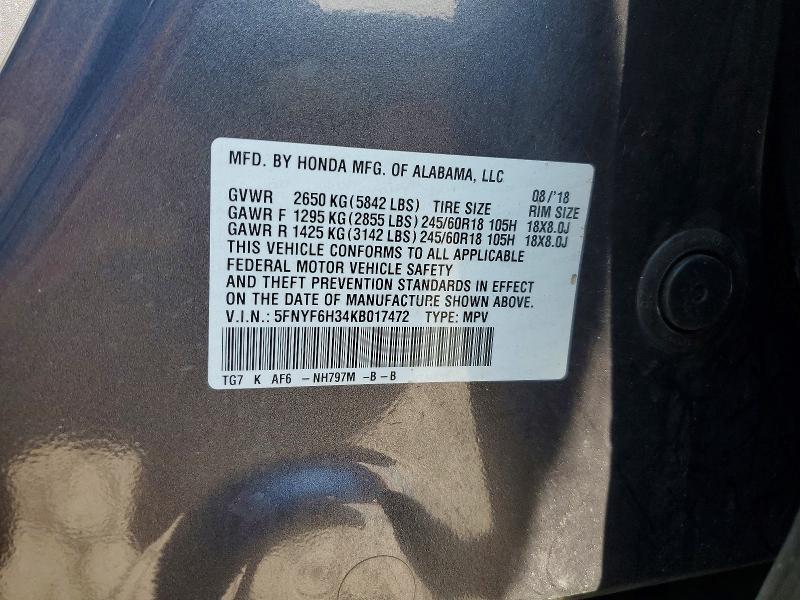 MFD. BY HONDA MFG. OF ALABAMA, LLC
08/'18
GVWR 2650 KG(5842 LBS) TIRE SIZE RIM SIZE
GAWR F 1295 KG(2855 LBS) 245/60R18 105H 18X8.0J
GAWR R 1425 KG(3142 LBS) 245/60R18 105H 18X8.0J
THIS VEHICLE CONFORMS TO ALL APPLICABLE
FEDERAL MOTOR VEHICLE SAFETY
AND THEFT PREVENTION STANDARDS IN EFFECT
ON THE DATE OF MANUFACTURE SHOWN ABOVE.
V.I.N.: 5FNYF6H34KB017472 TYPE: MPV
TG7 K AF6 -NH797M -B-B